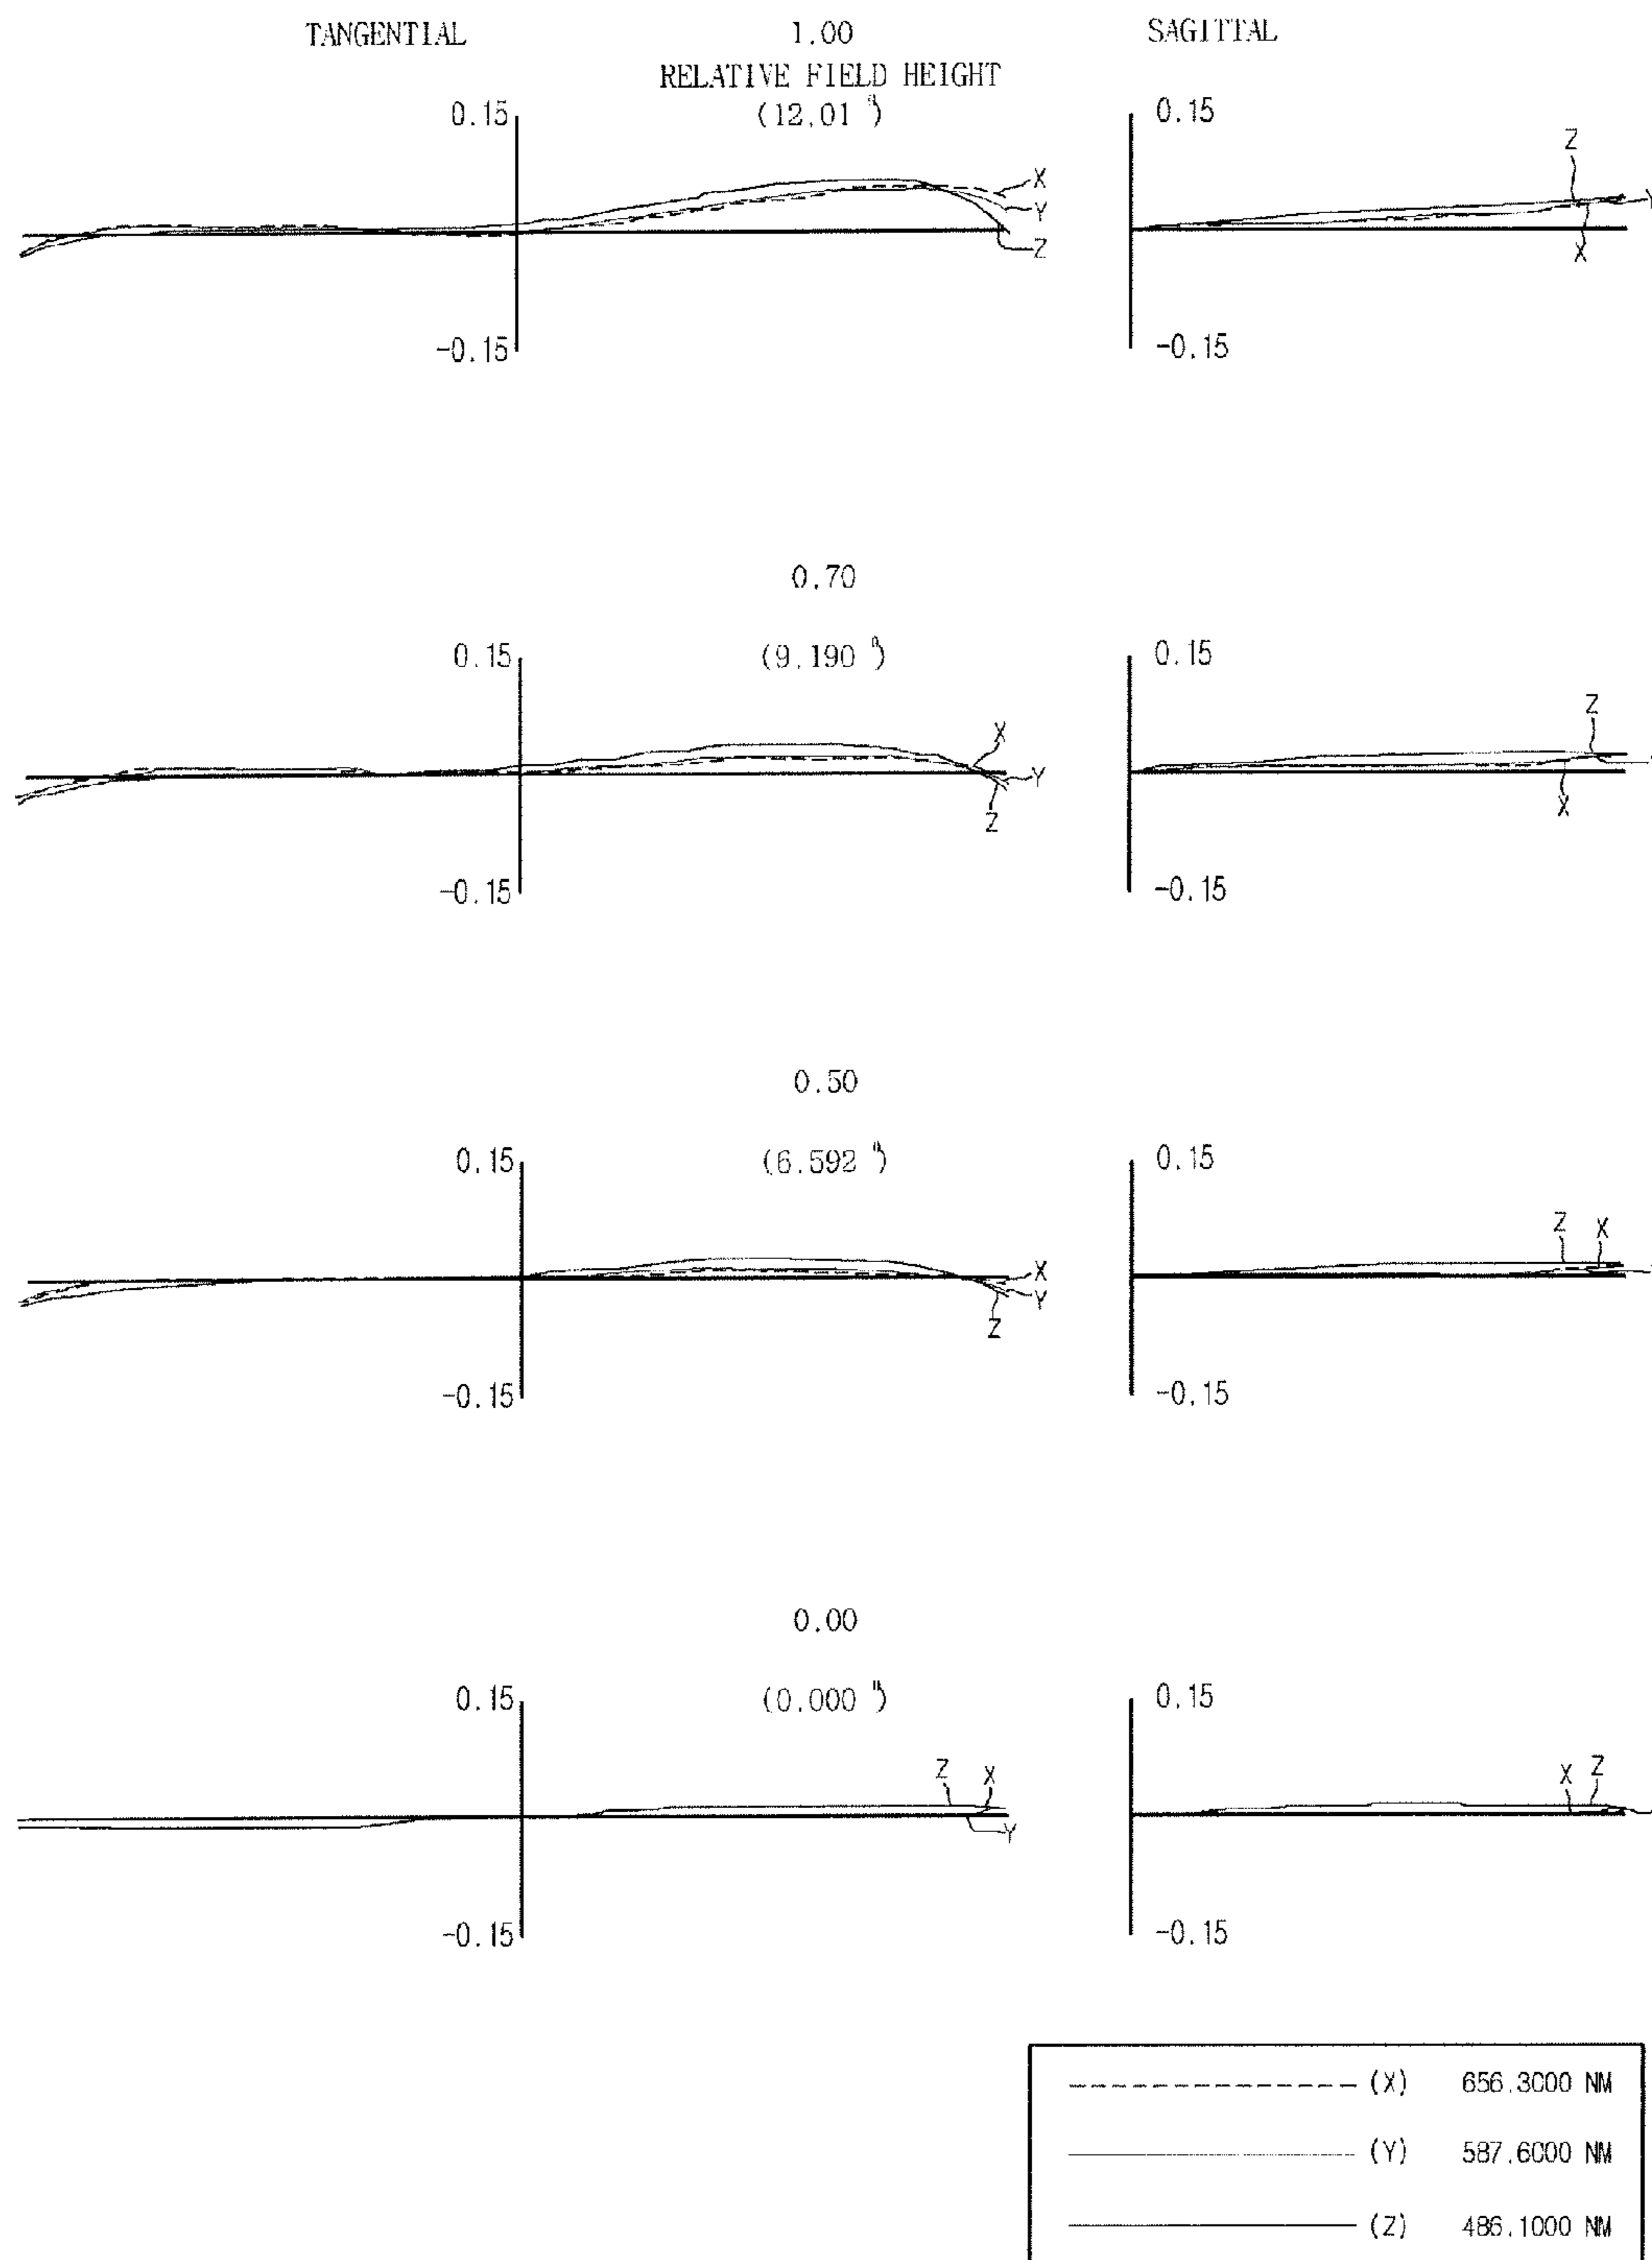 TANGENTIAL 1.00 SAGITTAL
RELATIVE FIELD HEIGHT
(12.01 °)
0.15 0.15
Z
X Y
Y
Z X
-0.15 -0.15
0.70
(9.190 °)
0.15 0.15
X Z
Y
Z X
-0.15 -0.15
0.50
(6.592 °)
0.15 0.15
Z X
X
Y
Z
-0.15 -0.15
0.00
(0.000 °)
0.15 0.15
Z X X Z
Y
-0.15 -0.15
(X) 656.3000 NM
(Y) 587.6000 NM
(Z) 486.1000 NM